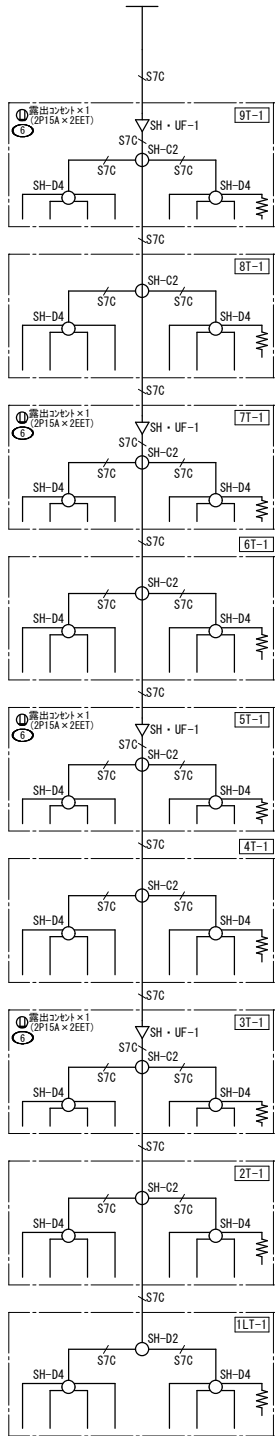 S7C
露出コンセント×1
(2P15A×2EET)
6
9T-1
SH・UF-1
S7C
SH-C2
SH-D4
S7C
S7C
SH-D4
S7C
8T-1
SH-C2
SH-D4
S7C
S7C
SH-D4
S7C
露出コンセント×1
(2P15A×2EET)
6
7T-1
SH・UF-1
S7C
SH-C2
SH-D4
S7C
S7C
SH-D4
S7C
6T-1
SH-C2
SH-D4
S7C
S7C
SH-D4
S7C
露出コンセント×1
(2P15A×2EET)
6
5T-1
SH・UF-1
S7C
SH-C2
SH-D4
S7C
S7C
SH-D4
S7C
4T-1
SH-C2
SH-D4
S7C
S7C
SH-D4
S7C
露出コンセント×1
(2P15A×2EET)
6
3T-1
SH・UF-1
S7C
SH-C2
SH-D4
S7C
S7C
SH-D4
S7C
2T-1
SH-C2
SH-D4
S7C
S7C
SH-D4
S7C
1LT-1
SH-D2
SH-D4
S7C
S7C
SH-D4